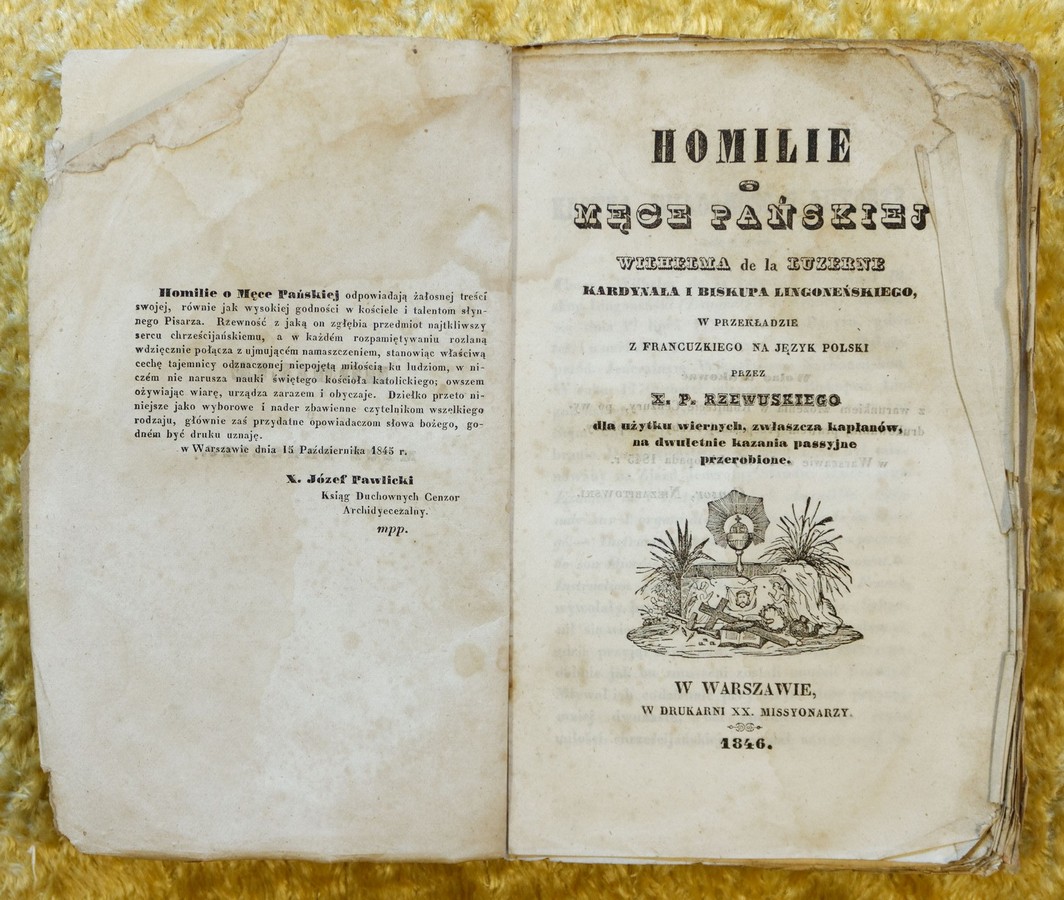 Homilie o Męce Pańskiej odpowiadają żałosnej treści
swojej, równie jak wysokiej godności w kościele i talentom słyn-
nego Pisarza. Rzewność z jaką on zgłębia przedmiot najtkliwszy
sercu chrześcijańskiemu, a w każdém rozpamiętywaniu rozlaną
wdzięcznie połącza z ujmującém namaszczeniem, stanowiąc właściwą
cechę tajemnicy odznaczonej niepojętą miłością ku ludziom, w ni-
czém nie narusza nauki świętego kościoła katolickiego; owszem
ożywiając wiarę, urządza zarazem i obyczaje. Dziełko przeto ni-
niejsze jako wyborowe i nader zbawienne czytelnikom wszelkiego
rodzaju, głównie zaś przydatne opowiadaczom słowa bożego, go-
dném być druku uznaję.
w Warszawie dnia 15 Października 1845 r.
X. Józef Pawlicki
Ksiąg Duchownych Cenzor
Archidyecezalny.
mpp.
HOMILIE
O
MĘCE PAŃSKIEJ
WILHELMA de la LUZERNE
KARDYNAŁA I BISKUPA LINGONEŃSKIEGO,
W PRZEKŁADZIE
Z FRANCUZKIEGO NA JĘZYK POLSKI
PRZEZ
X. P. RZEWUSKIEGO
dla użytku wiernych, zwłaszcza kapłanów,
na dwuletnie kazania passyjne
przerobione.
W WARSZAWIE,
W DRUKARNI XX. MISSYONARZY.
1846.